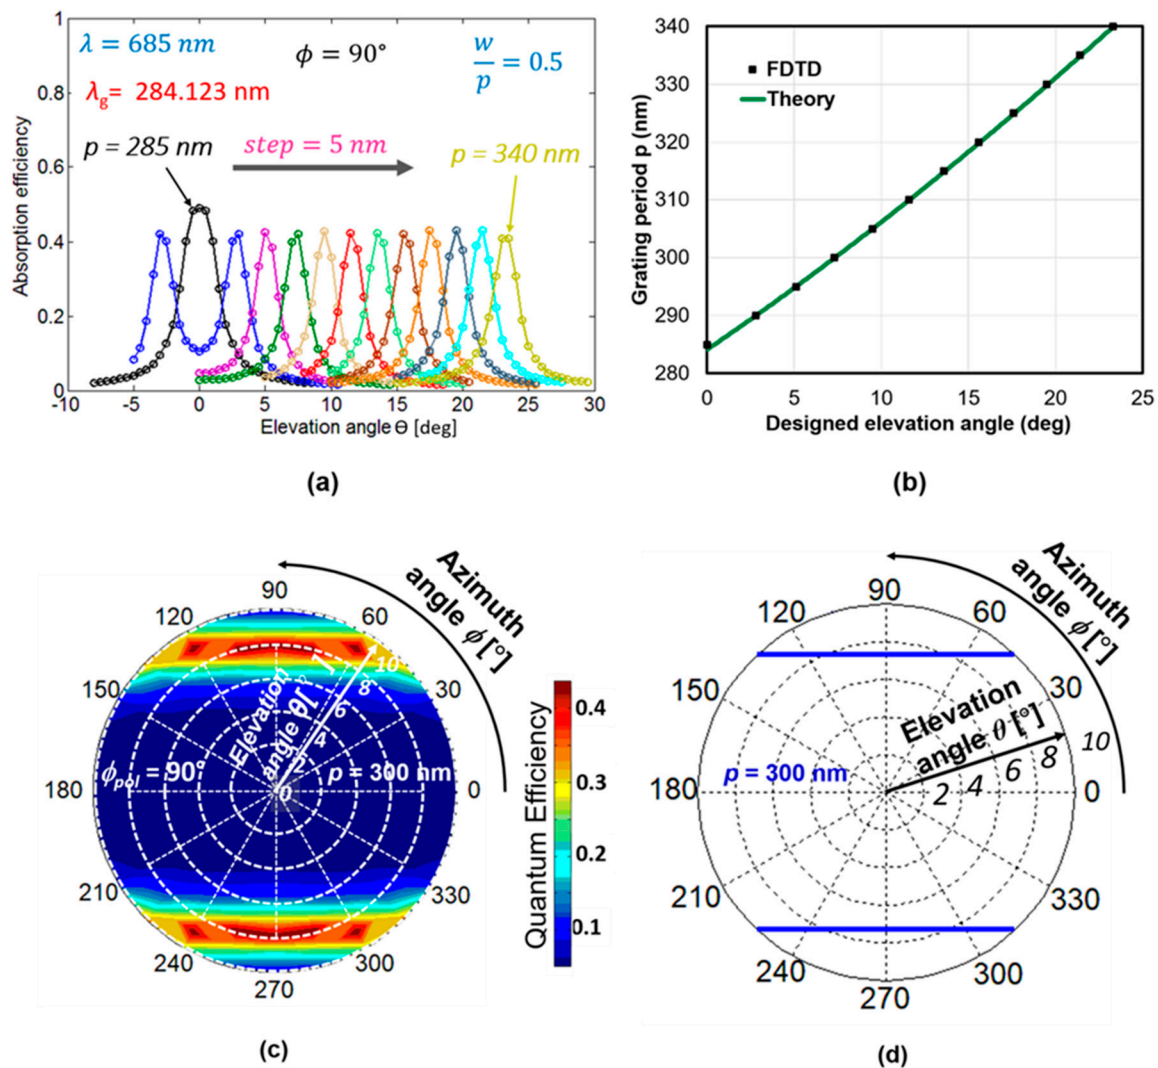 λ = 685 nm
ϕ = 90°
w/p = 0.5
λg= 284.123 nm
p = 285 nm
step = 5 nm
p = 340 nm
Absorption efficiency
1
0.8
0.6
0.4
0.2
0
-10 -5 0 5 10 15 20 25 30
Elevation angle Θ [deg]
(a)
Grating period p (nm)
340
330
320
310
300
290
280
FDTD
Theory
0 5 10 15 20 25
Designed elevation angle (deg)
(b)
Azimuth
angle ϕ [°]
90
120 60
150 30
180 0
210 330
240 300
270
Elevation
angle θ[°]
0 2 4 6 8 10
ϕpol = 90°
p = 300 nm
Quantum Efficiency
0.4
0.3
0.2
0.1
(c)
Azimuth
angle ϕ [°]
90
120 60
150 30
180 0
210 330
240 300
270
Elevation
angle θ [°]
p = 300 nm
2 4 6 8 10
(d)